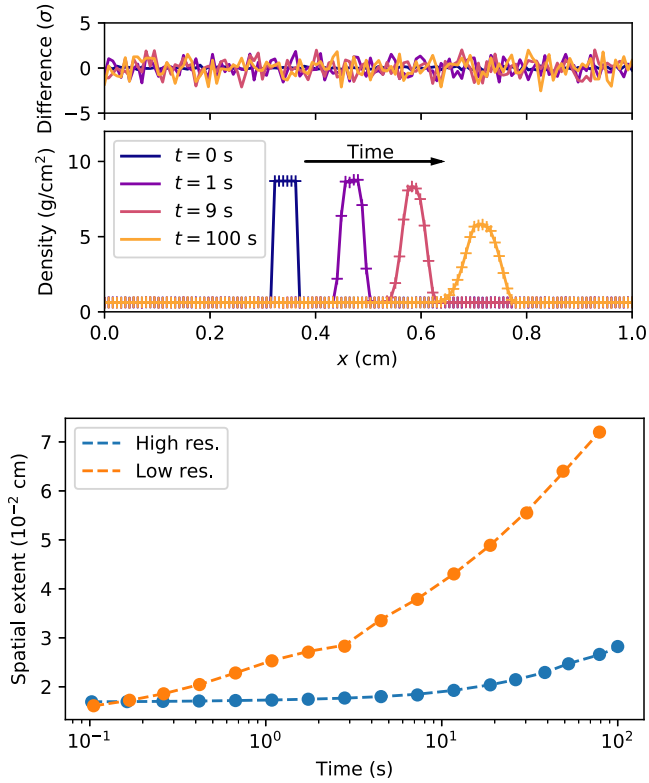 Difference (σ)
5
0
−5
Density (g/cm²)
10
5
0
t = 0 s
t = 1 s
t = 9 s
t = 100 s
Time
0.0 0.2 0.4 0.6 0.8 1.0
x (cm)
Spatial extent (10⁻² cm)
7
6
5
4
3
2
High res.
Low res.
10⁻¹ 10⁰ 10¹ 10²
Time (s)